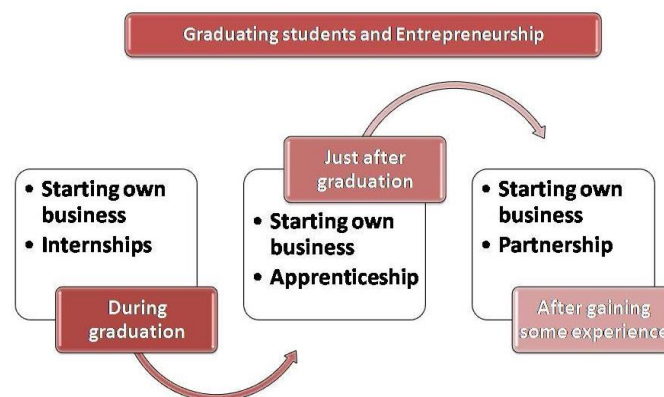 Graduating students and Entrepreneurship
• Starting own
business
• Internships
During
graduation
Just after
graduation
• Starting own
business
• Apprenticeship
• Starting own
business
• Partnership
After gaining
some experience